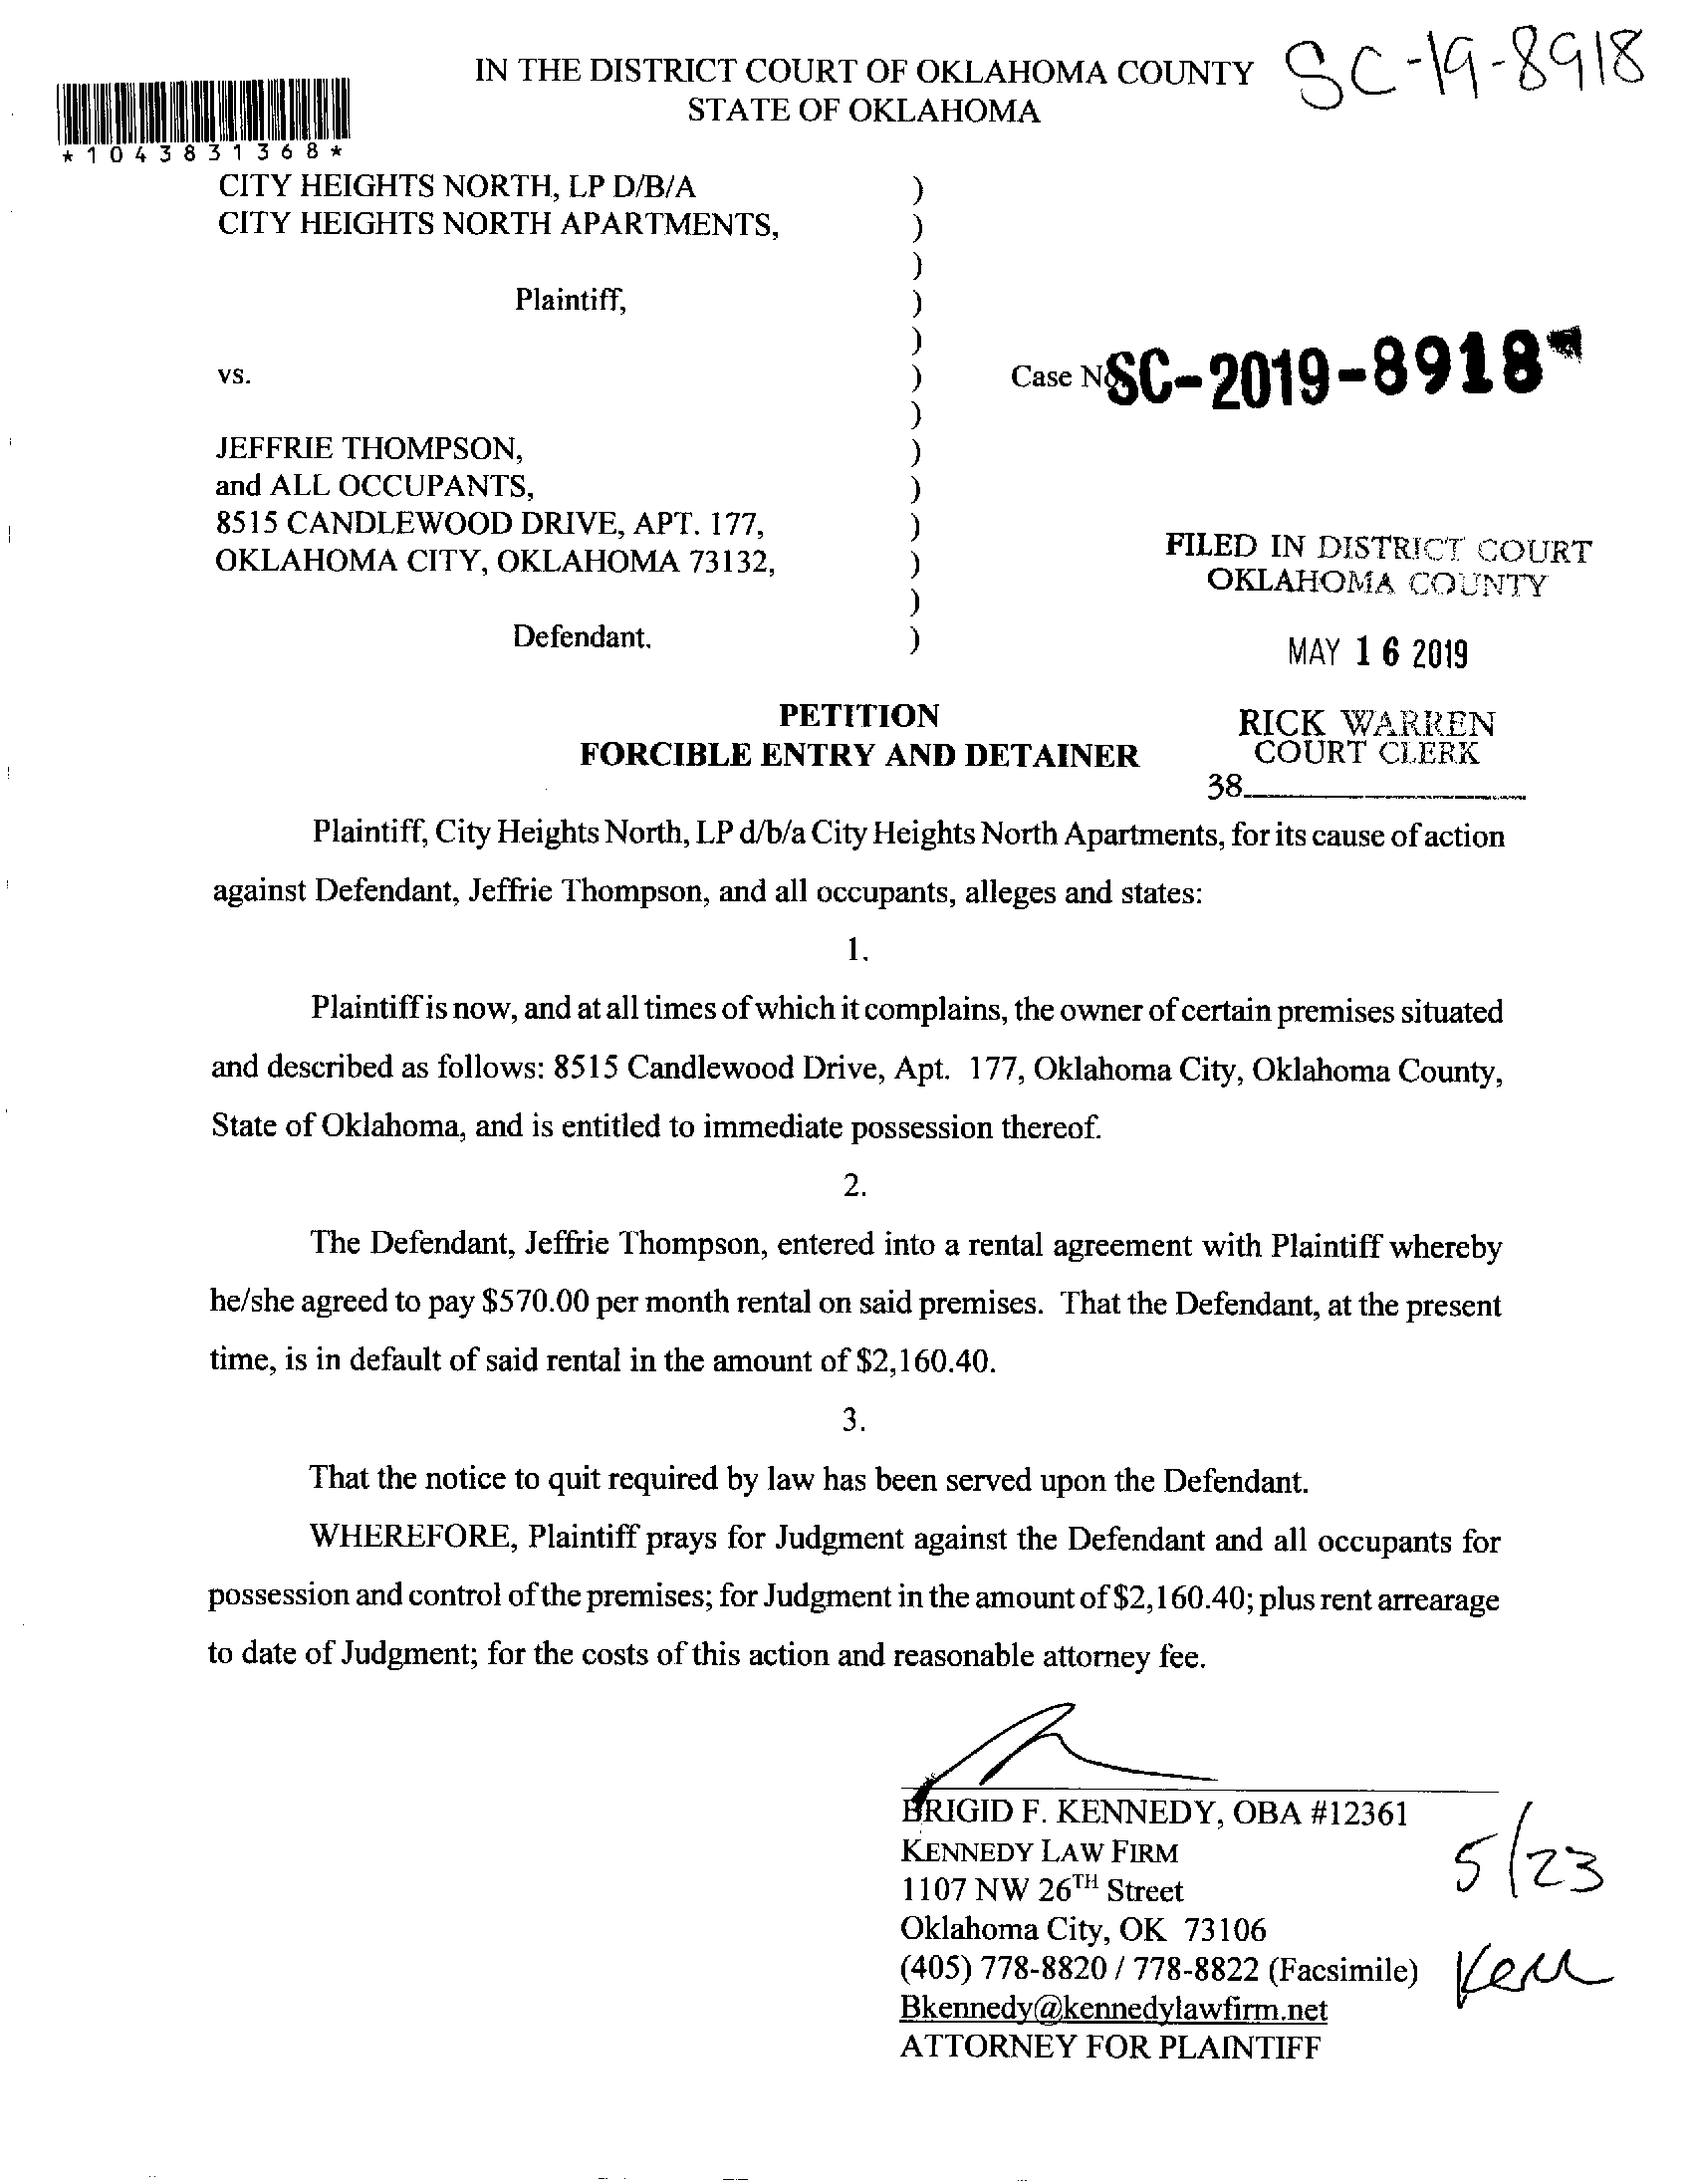 SC-19-8918
IN THE DISTRICT COURT OF OKLAHOMA COUNTY
STATE OF OKLAHOMA
*1043831368*
CITY HEIGHTS NORTH, LP D/B/A )
CITY HEIGHTS NORTH APARTMENTS, )
)
Plaintiff, )
)
vs. ) Case No SC-2019-8918
)
JEFFRIE THOMPSON, )
and ALL OCCUPANTS, )
8515 CANDLEWOOD DRIVE, APT. 177, )
OKLAHOMA CITY, OKLAHOMA 73132, )
)
Defendant. )
FILED IN DISTRICT COURT
OKLAHOMA COUNTY
MAY 16 2019
RICK WARREN
COURT CLERK
38
PETITION
FORCIBLE ENTRY AND DETAINER
Plaintiff, City Heights North, LP d/b/a City Heights North Apartments, for its cause of action
against Defendant, Jeffrie Thompson, and all occupants, alleges and states:
1.
Plaintiff is now, and at all times of which it complains, the owner of certain premises situated
and described as follows: 8515 Candlewood Drive, Apt. 177, Oklahoma City, Oklahoma County,
State of Oklahoma, and is entitled to immediate possession thereof.
2.
The Defendant, Jeffrie Thompson, entered into a rental agreement with Plaintiff whereby
he/she agreed to pay $570.00 per month rental on said premises. That the Defendant, at the present
time, is in default of said rental in the amount of $2,160.40.
3.
That the notice to quit required by law has been served upon the Defendant.
WHEREFORE, Plaintiff prays for Judgment against the Defendant and all occupants for
possession and control of the premises; for Judgment in the amount of $2,160.40; plus rent arrearage
to date of Judgment; for the costs of this action and reasonable attorney fee.
BRIGID F. KENNEDY, OBA #12361
KENNEDY LAW FIRM
1107 NW 26TH Street
Oklahoma City, OK 73106
(405) 778-8820 / 778-8822 (Facsimile)
Bkennedy@kennedylawfirm.net
ATTORNEY FOR PLAINTIFF
5/23